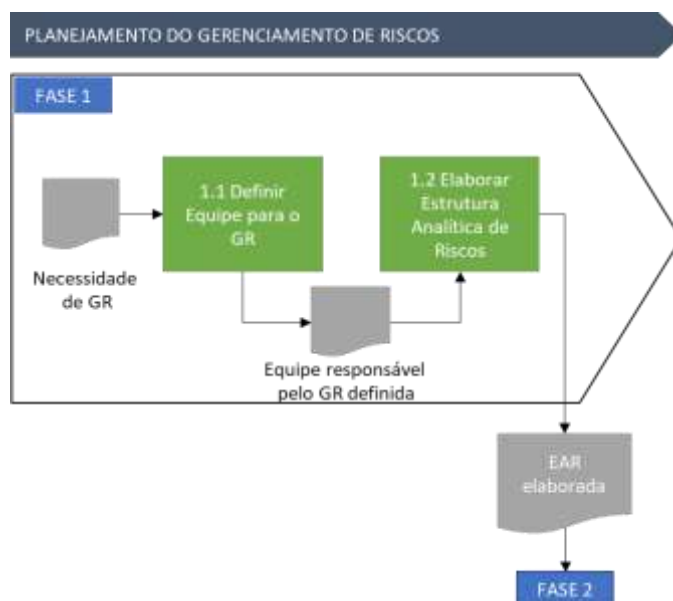 PLANEJAMENTO DO GERENCIAMENTO DE RISCOS
FASE 1
1.1 Definir
Equipe para o
GR
1.2 Elaborar
Estrutura
Analítica de
Riscos
Necessidade
de GR
Equipe responsável
pelo GR definida
EAR
elaborada
FASE 2